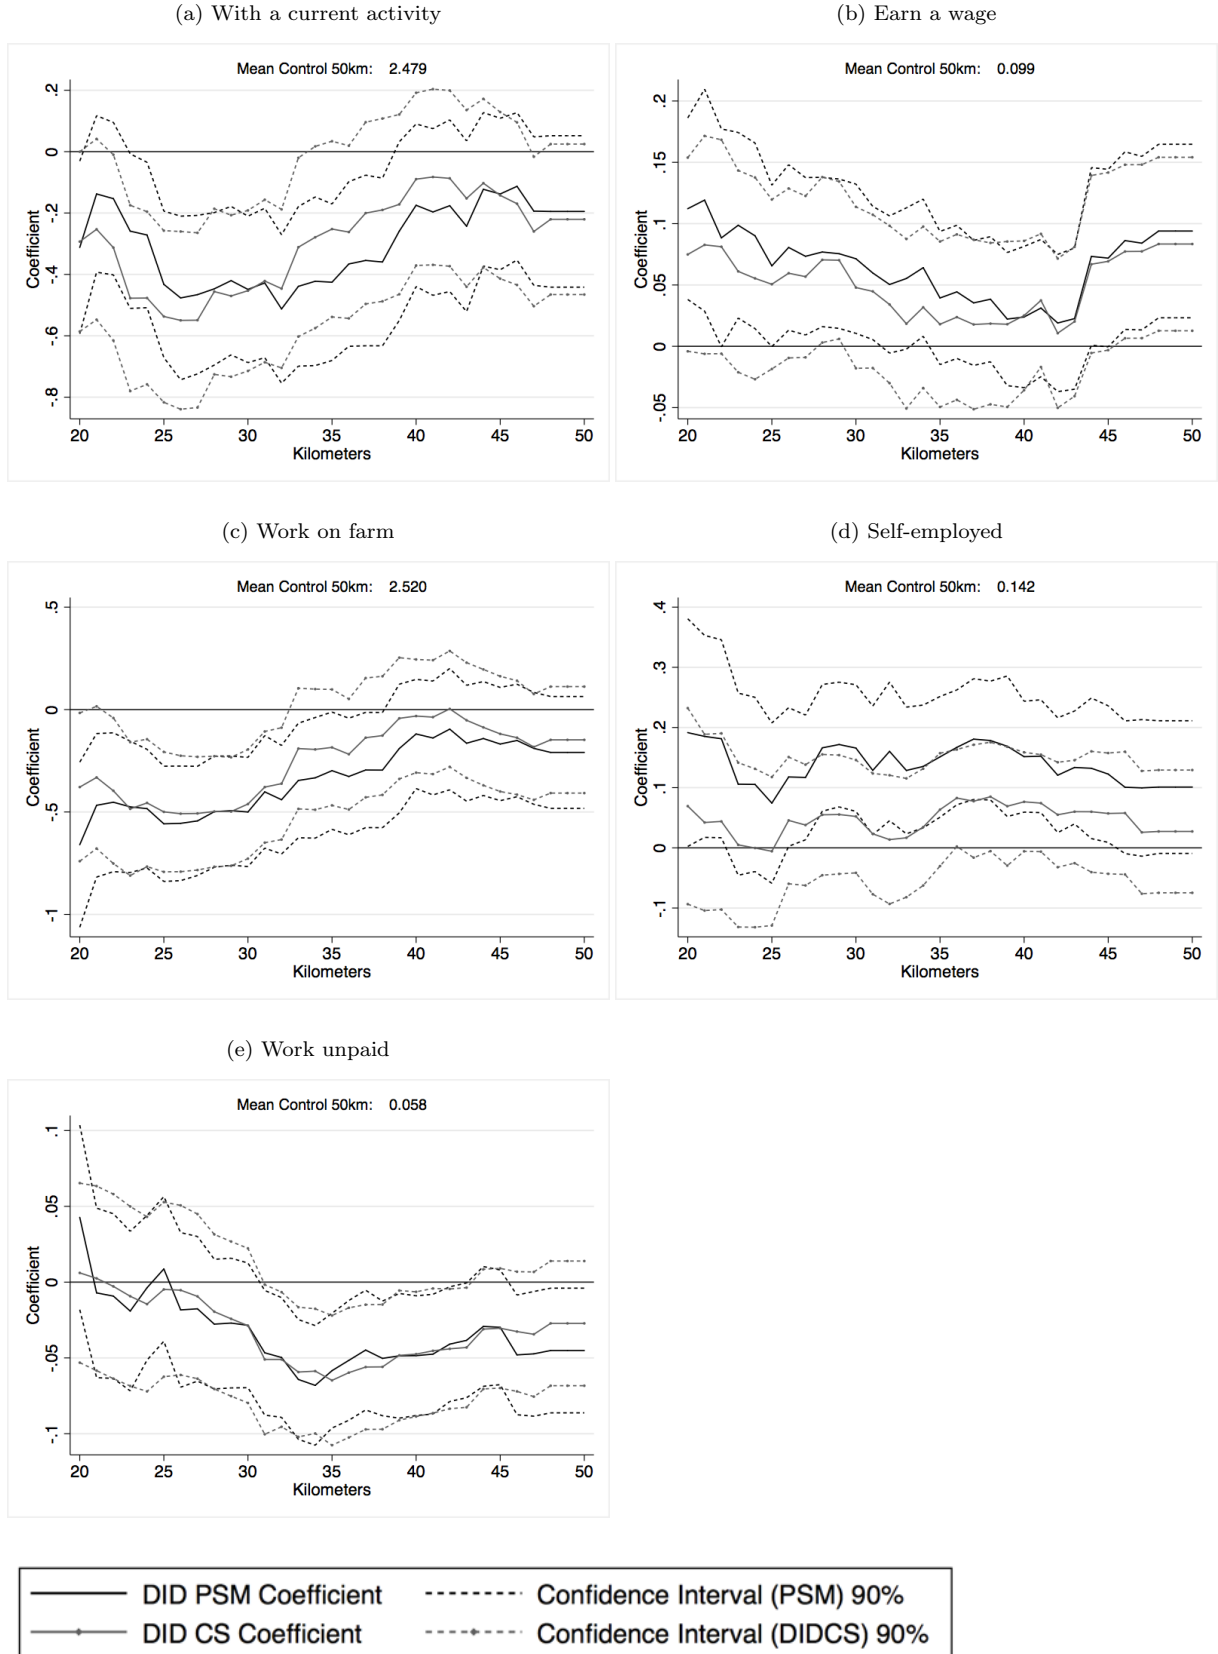 (a) With a current activity
Mean Control 50km: 2.479
Coefficient
.2
0
-.2
-.4
-.6
-.8
20 25 30 35 40 45 50
Kilometers
(b) Earn a wage
Mean Control 50km: 0.099
Coefficient
.2
.15
.1
.05
0
-.05
20 25 30 35 40 45 50
Kilometers
(c) Work on farm
Mean Control 50km: 2.520
Coefficient
.5
0
-.5
-1
20 25 30 35 40 45 50
Kilometers
(d) Self-employed
Mean Control 50km: 0.142
Coefficient
.4
.3
.2
.1
0
-.1
20 25 30 35 40 45 50
Kilometers
(e) Work unpaid
Mean Control 50km: 0.058
Coefficient
.1
.05
0
-.05
-.1
20 25 30 35 40 45 50
Kilometers
DID PSM Coefficient Confidence Interval (PSM) 90%
DID CS Coefficient Confidence Interval (DIDCS) 90%